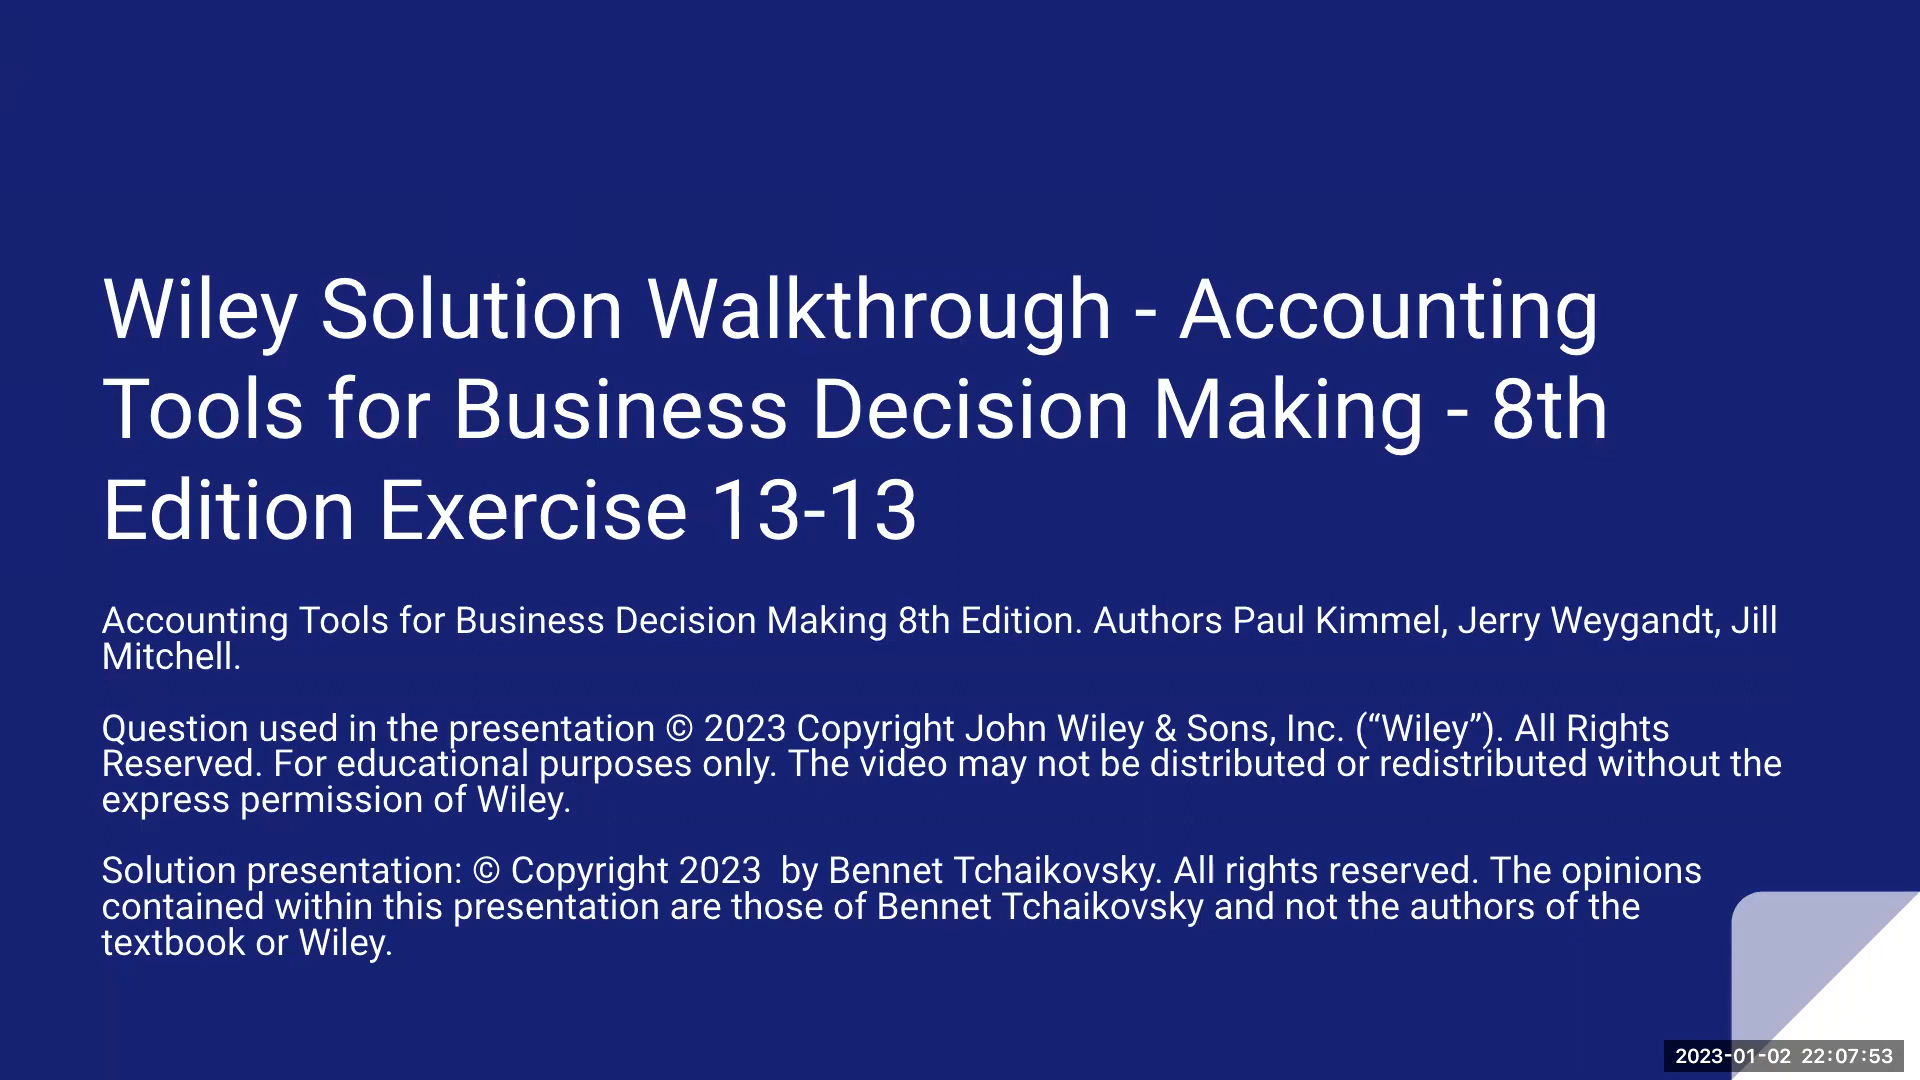 Wiley Solution Walkthrough - Accounting
Tools for Business Decision Making - 8th
Edition Exercise 13-13
Accounting Tools for Business Decision Making 8th Edition. Authors Paul Kimmel, Jerry Weygandt, Jill
Mitchell.
Question used in the presentation © 2023 Copyright John Wiley & Sons, Inc. (“Wiley”). All Rights
Reserved. For educational purposes only. The video may not be distributed or redistributed without the
express permission of Wiley.
Solution presentation: © Copyright 2023  by Bennet Tchaikovsky. All rights reserved. The opinions
contained within this presentation are those of Bennet Tchaikovsky and not the authors of the
textbook or Wiley.
2023-01-02 22:07:53